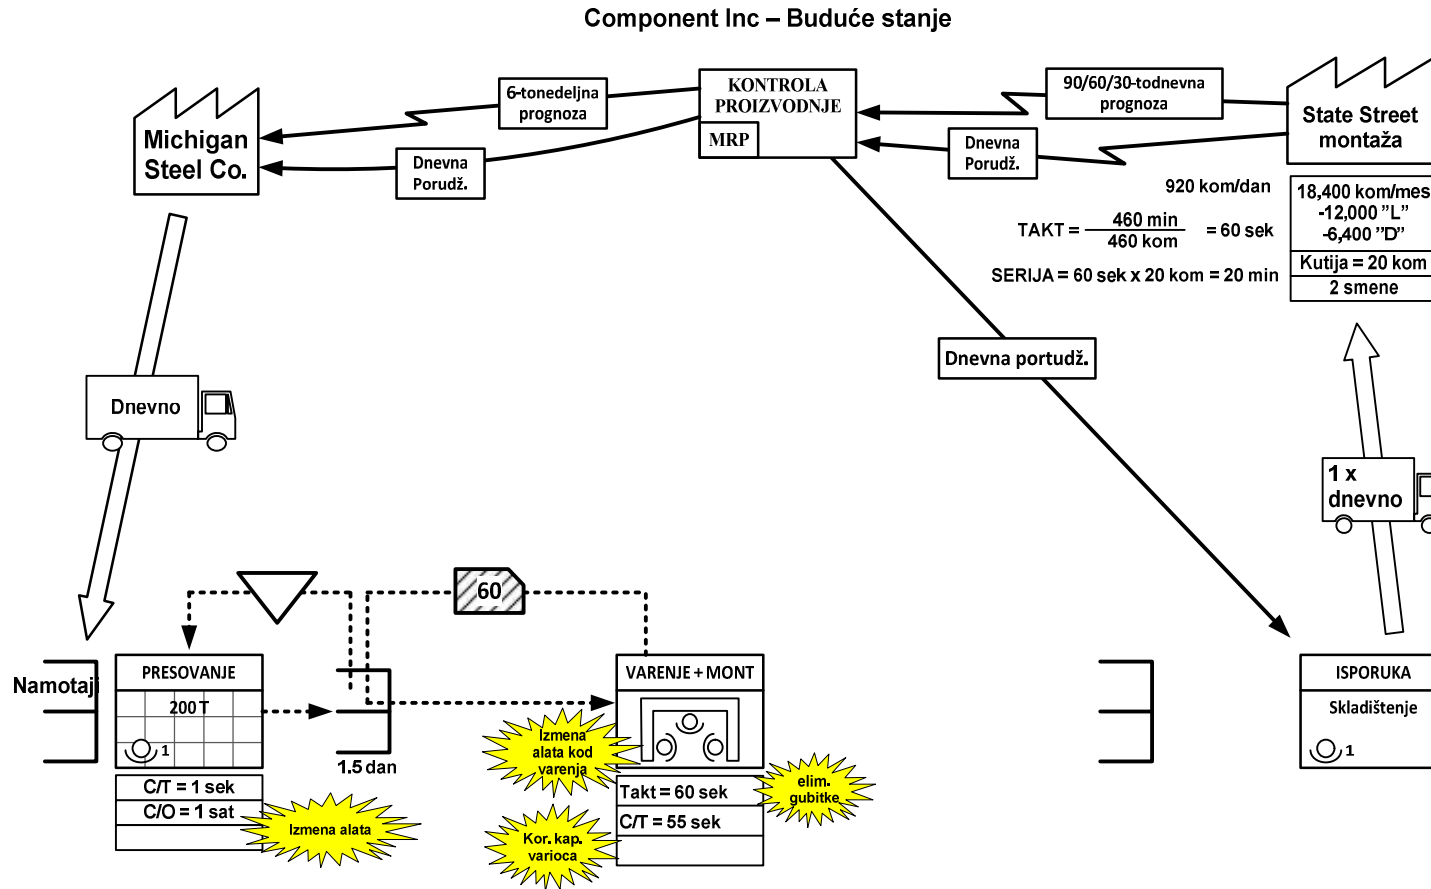 Component Inc – Buduće stanje
Michigan
Steel Co.
6-tonedeljna
prognoza
Dnevna
Porudž.
KONTROLA
PROIZVODNJE
MRP
90/60/30-todnevna
prognoza
Dnevna
Porudž.
State Street
montaža
920 kom/dan
TAKT = 460 min / 460 kom = 60 sek
SERIJA = 60 sek x 20 kom = 20 min
18,400 kom/mes
-12,000 ”L”
-6,400 ”D”
Kutija = 20 kom
2 smene
Dnevna portudž.
Dnevno
1 x
dnevno
60
Namotaji
PRESOVANJE
200 T
1
C/T = 1 sek
C/O = 1 sat
Izmena alata
1.5 dan
VARENJE + MONT
Izmena
alata kod
varenja
Takt = 60 sek
C/T = 55 sek
elim.
gubitke
Kor. kap.
varioca
ISPORUKA
Skladištenje
1